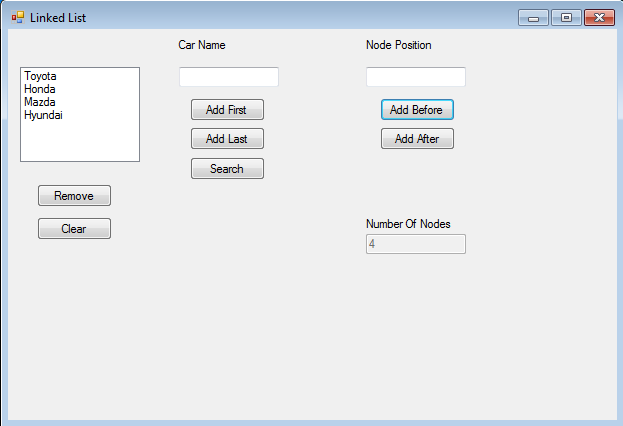 Linked List
Car Name
Node Position
Toyota
Honda
Mazda
Hyundai
Add First
Add Before
Add Last
Add After
Search
Remove
Clear
Number Of Nodes
4